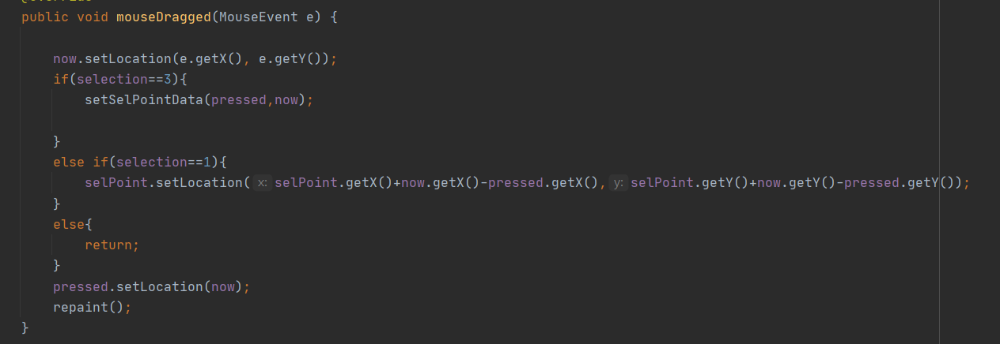 public void mouseDragged(MouseEvent e) {
now.setLocation(e.getX(), e.getY());
if(selection==3){
setSelPointData(pressed,now);
}
else if(selection==1){
selPoint.setLocation( x: selPoint.getX()+now.getX()-pressed.getX(), y: selPoint.getY()+now.getY()-pressed.getY());
}
else{
return;
}
pressed.setLocation(now);
repaint();
}